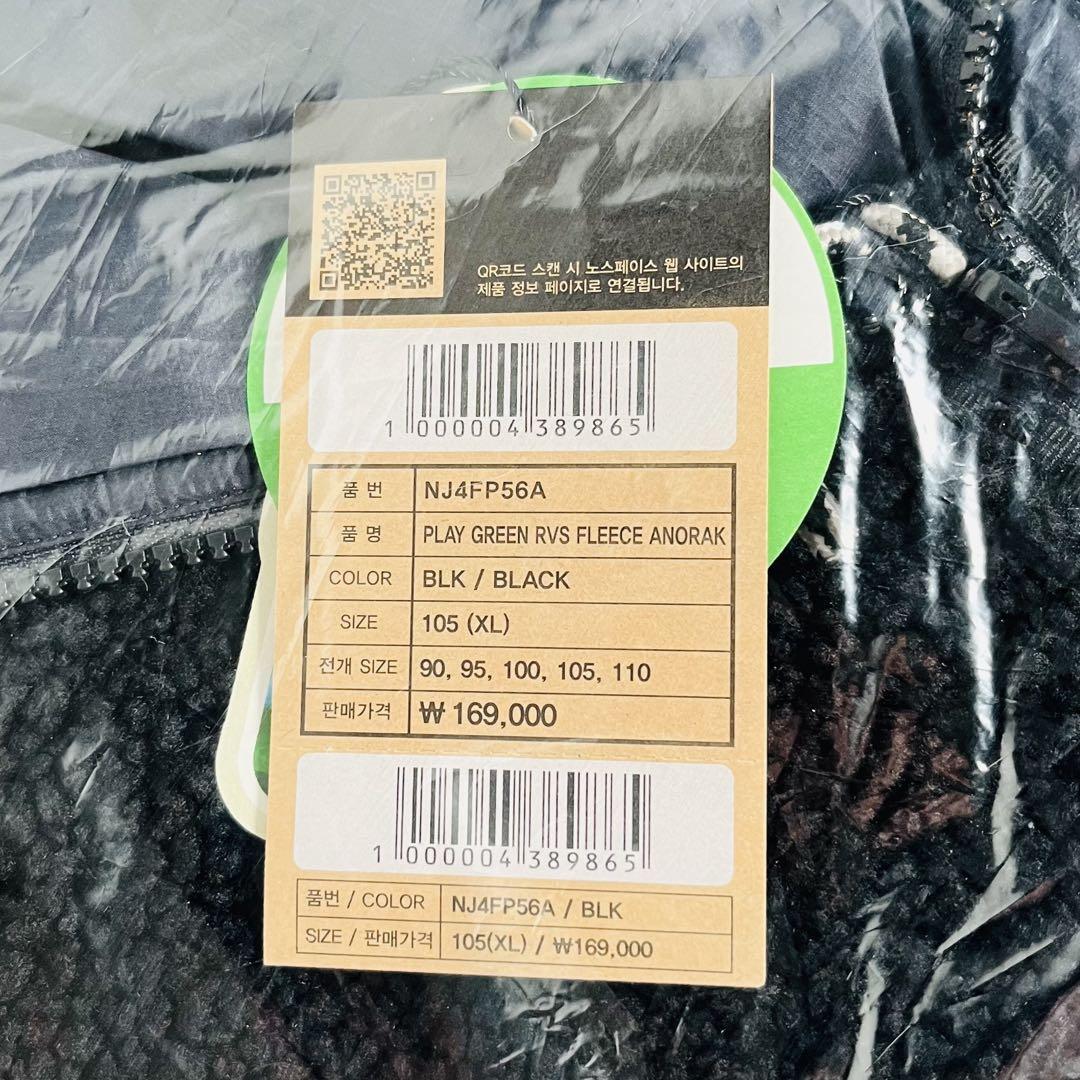 QR코드 스캔 시 노스페이스 웹 사이트의
제품 정보 페이지로 연결됩니다.
1 000004 389865
품 번 NJ4FP56A
품 명 PLAY GREEN RVS FLEECE ANORAK
COLOR BLK / BLACK
SIZE 105 (XL)
전개 SIZE 90, 95, 100, 105, 110
판매가격 ₩ 169,000
1 000004 389865
품번 / COLOR NJ4FP56A / BLK
SIZE / 판매가격 105(XL) / ₩169,000